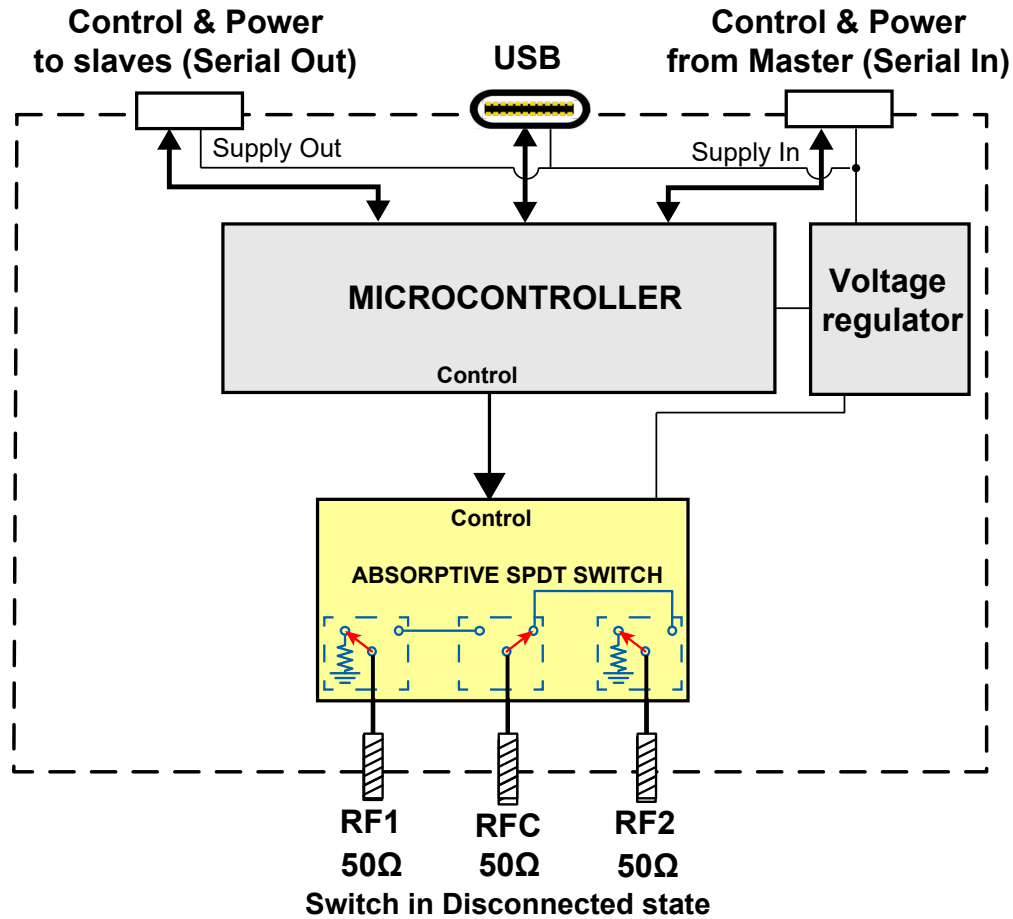 Control & Power
to slaves (Serial Out)
USB
Control & Power
from Master (Serial In)
Supply Out
Supply In
MICROCONTROLLER
Control
Voltage
regulator
Control
ABSORPTIVE SPDT SWITCH
RF1
RFC
RF2
50Ω
50Ω
50Ω
Switch in Disconnected state